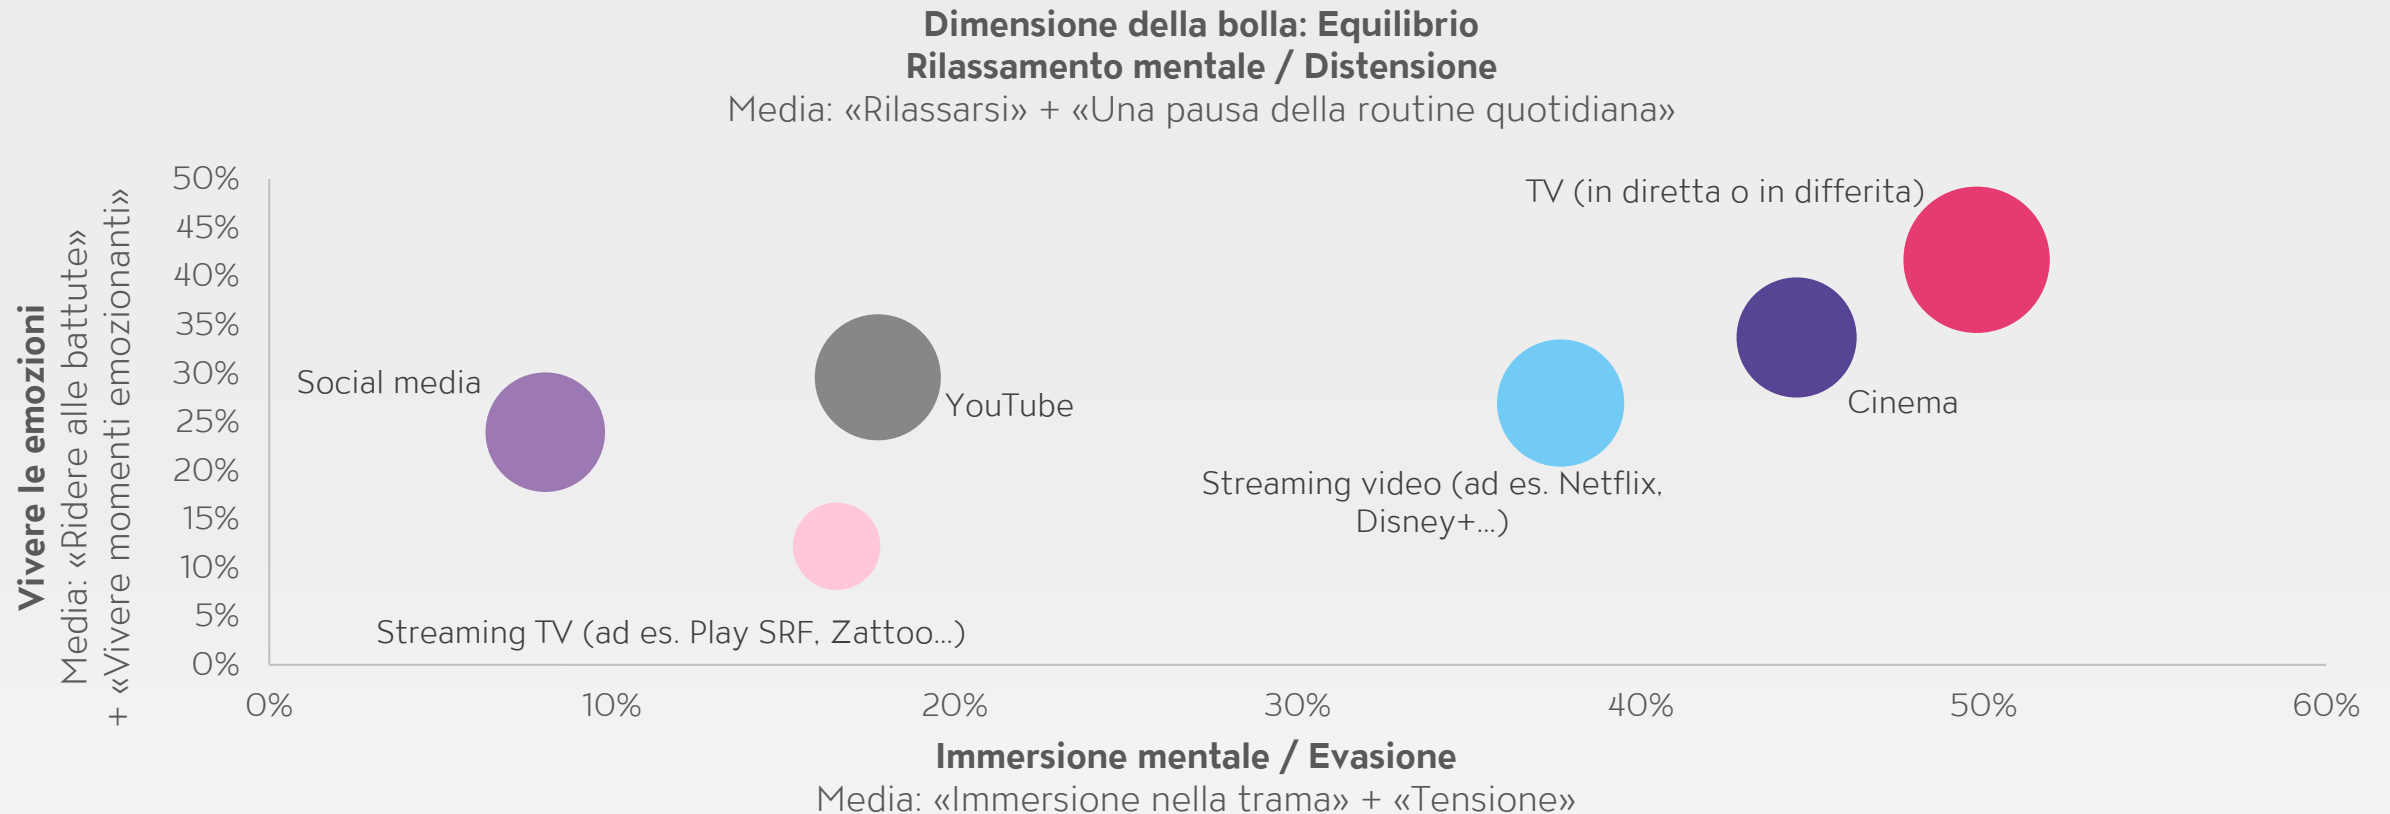 Dimensione della bolla: Equilibrio
Rilassamento mentale / Distensione
Media: «Rilassarsi» + «Una pausa della routine quotidiana»
Vivere le emozioni
Media: «Ridere alle battute»
+ «Vivere momenti emozionanti»
50%
45%
40%
35%
30%
25%
20%
15%
10%
5%
0%
TV (in diretta o in differita)
Social media
YouTube
Cinema
Streaming video (ad es. Netflix,
Disney+...)
Streaming TV (ad es. Play SRF, Zattoo...)
0%
10%
20%
30%
40%
50%
60%
Immersione mentale / Evasione
Media: «Immersione nella trama» + «Tensione»